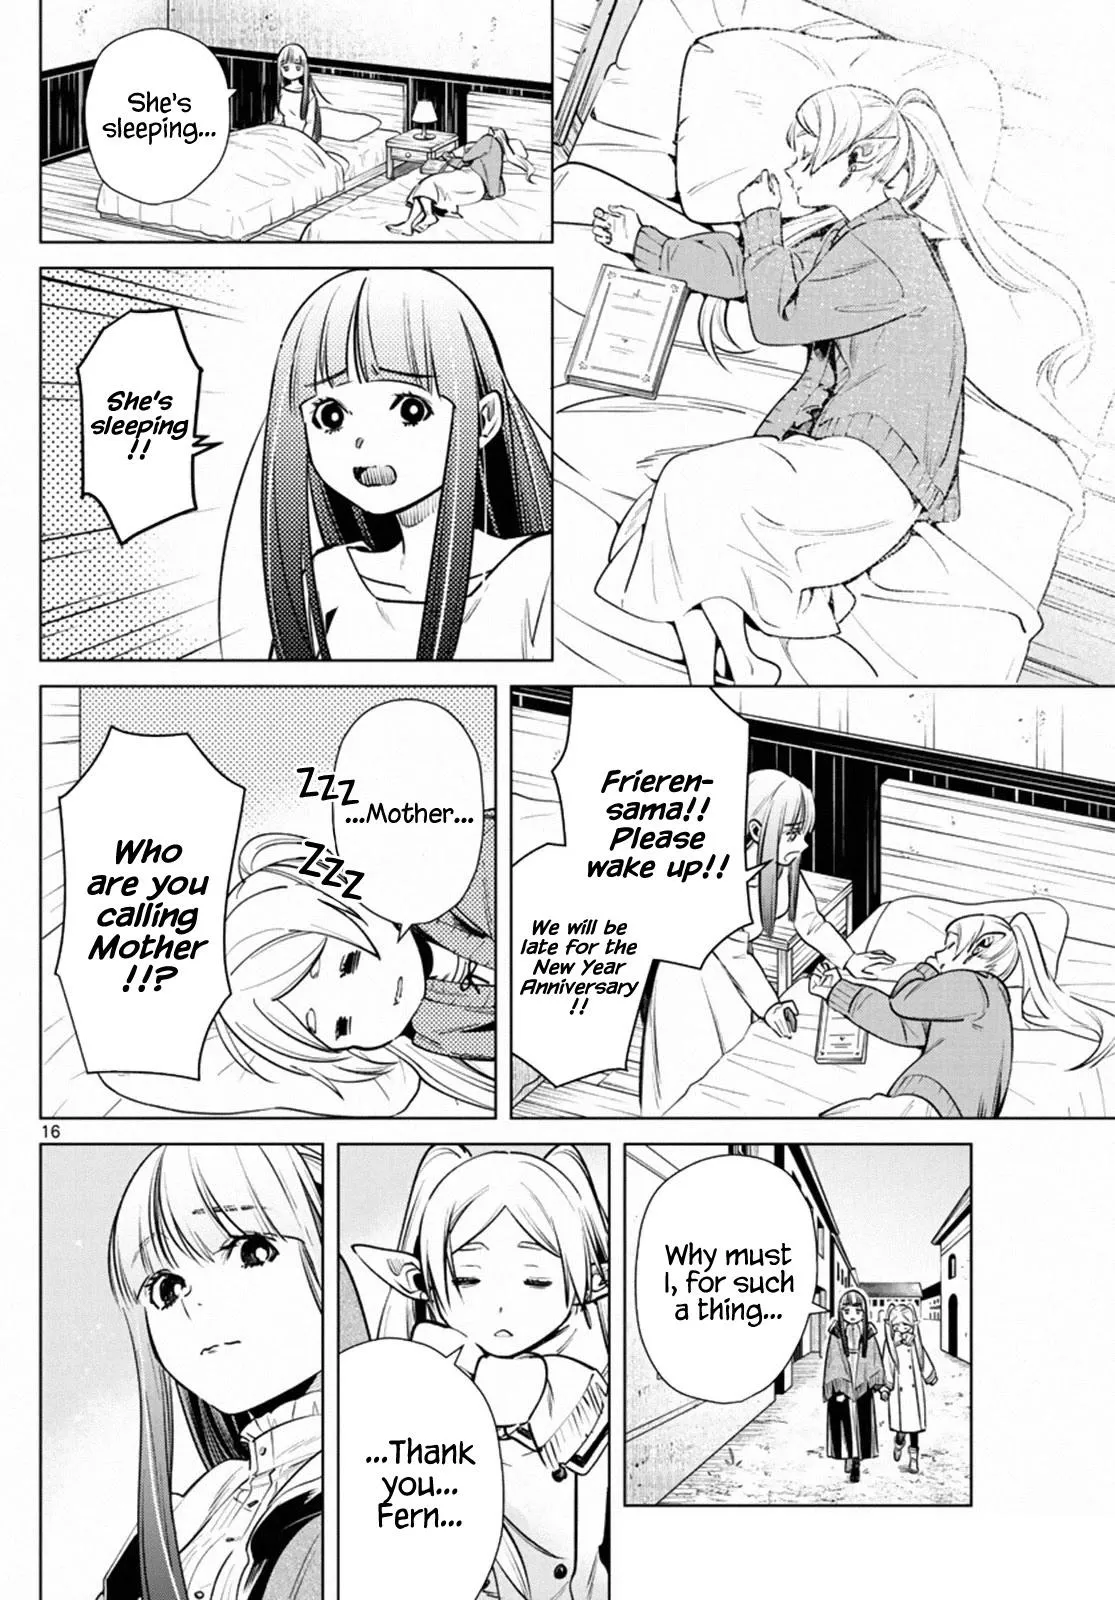 She's
sleeping...
She's
sleeping
!!
Frieren-
sama!!
Please
wake up!!
We will be
late for the
New Year
Anniversary
!!
ZZZ
...Mother...
ZZZ
Who
are you
calling
Mother
!!?
16
Why must
I, for such
a thing...
...Thank
you...
Fern...